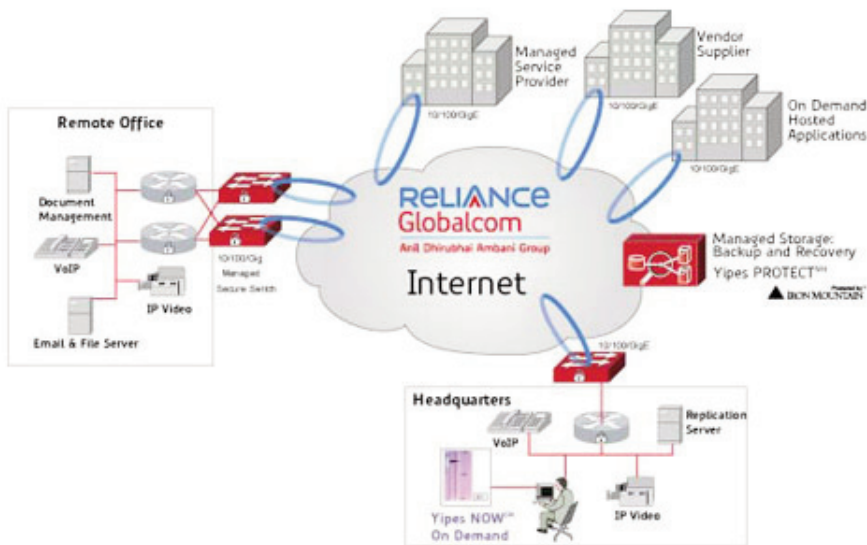 Managed
Service
Provider
10/100/GigE
Vendor
Supplier
10/100/GigE
On Demand
Hosted
Applications
10/100/GigE
Remote Office
Document
Management
VoIP
IP Video
Email & File Server
10/100/Gig
Managed
Secure Switch
RELIANCE
Globalcom
Anil Dhirubhai Ambani Group
Internet
Managed Storage:
Backup and Recovery
Yipes PROTECT℠
Powered by
IRON MOUNTAIN
10/100/GigE
Headquarters
VoIP
Replication
Server
Yipes NOW℠
On Demand
IP Video